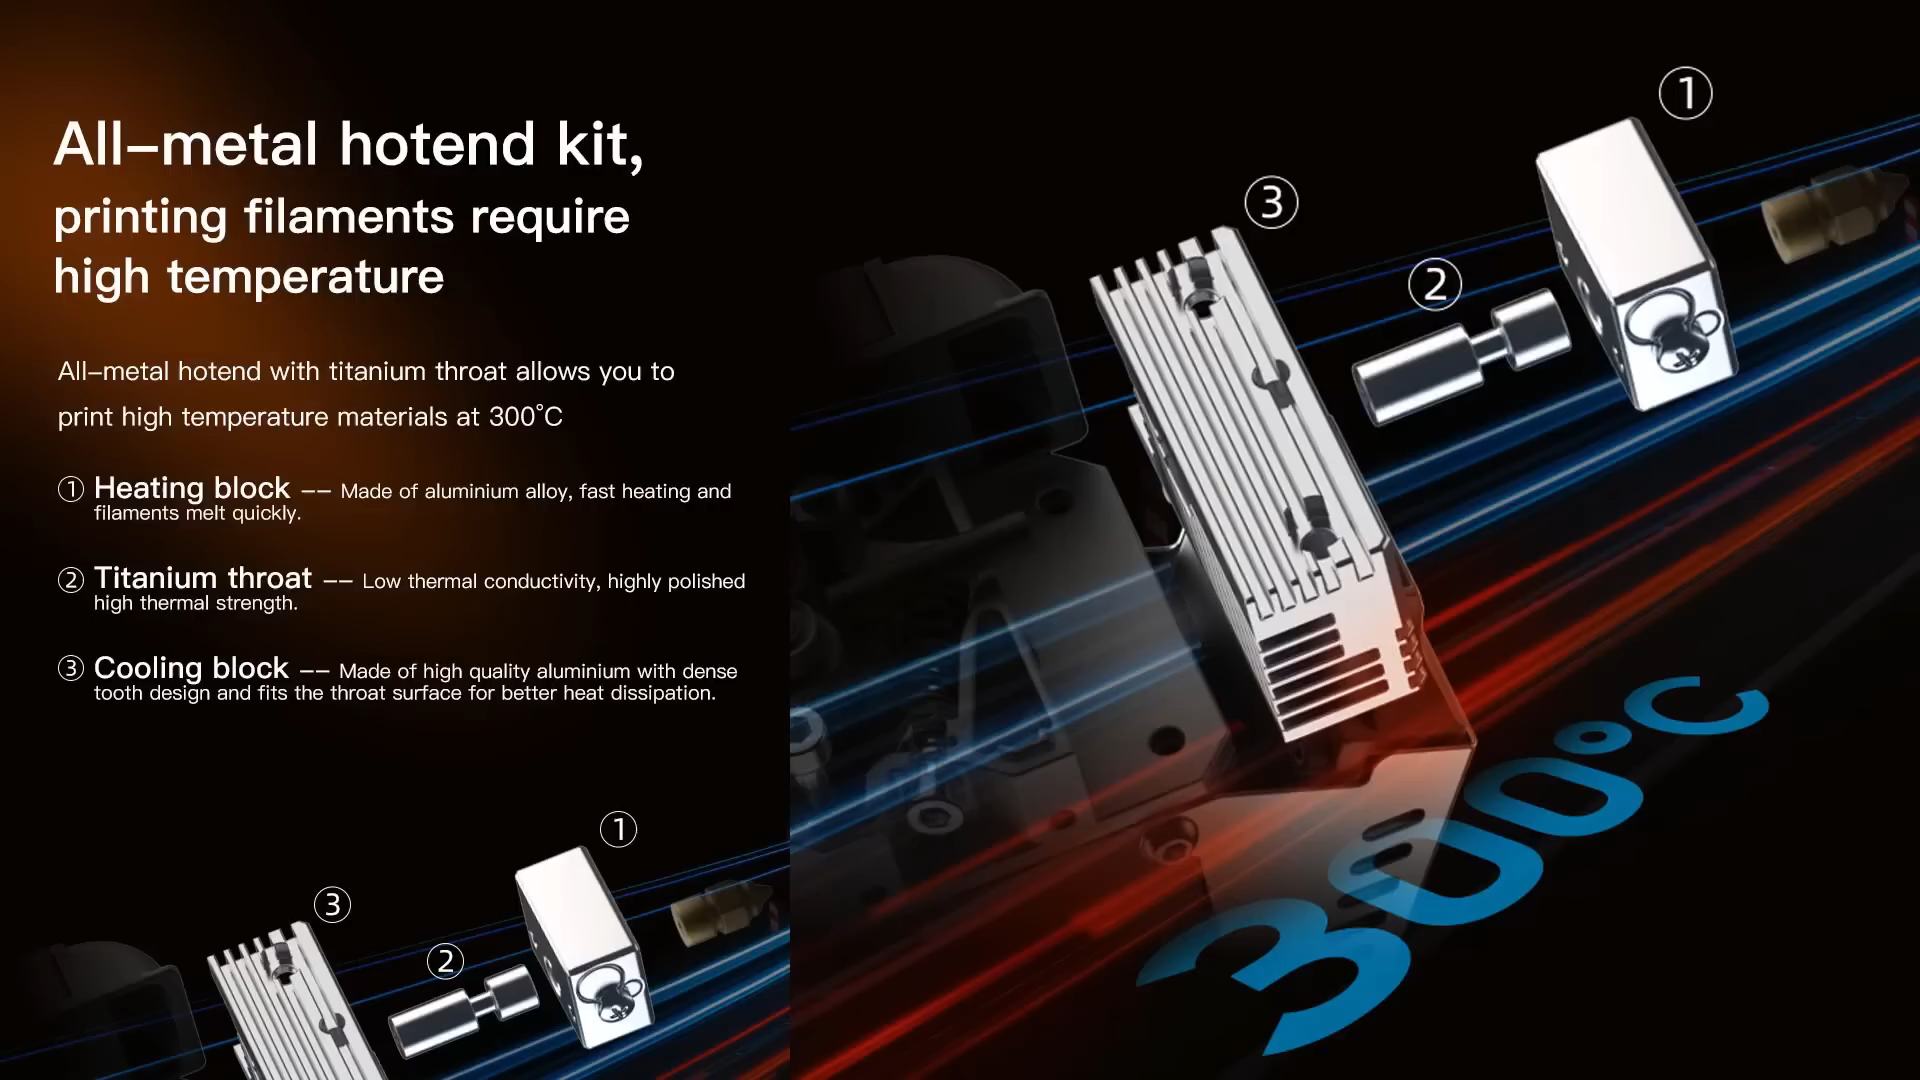 All–metal hotend kit,
printing filaments require
high temperature
All–metal hotend with titanium throat allows you to
print high temperature materials at 300°C
① Heating block –– Made of aluminium alloy, fast heating and
filaments melt quickly.
② Titanium throat –– Low thermal conductivity, highly polished
high thermal strength.
③ Cooling block –– Made of high quality aluminium with dense
tooth design and fits the throat surface for better heat dissipation.
①
③
②
①
③
②
300°C